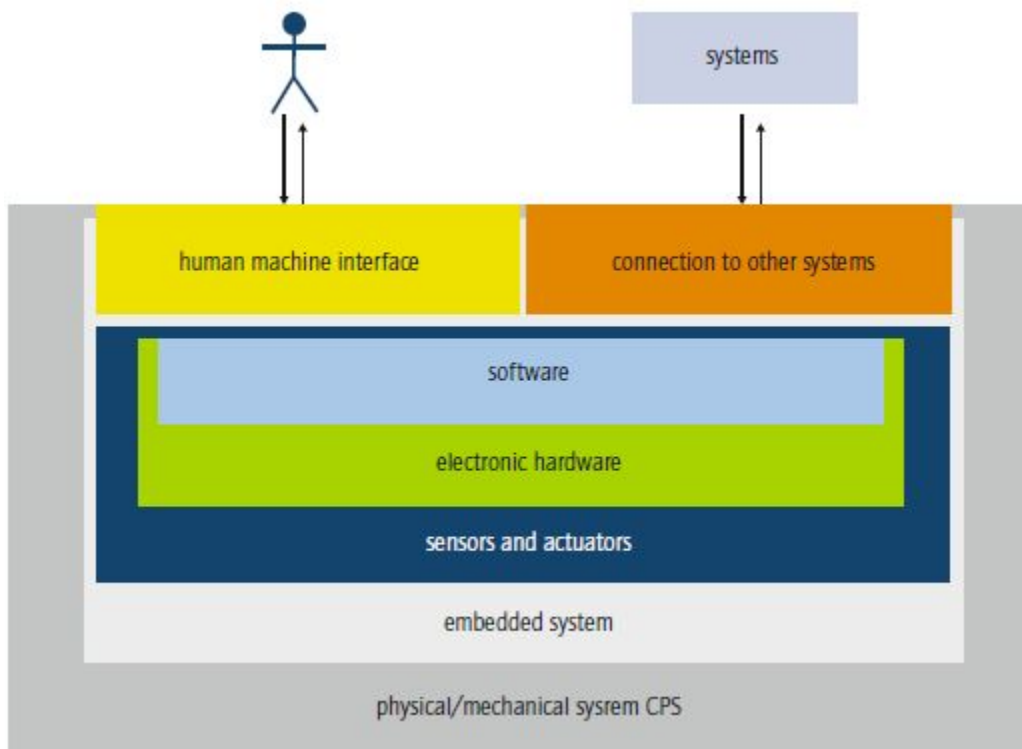 systems
human machine interface
connection to other systems
software
electronic hardware
sensors and actuators
embedded system
physical/mechanical sysrem CPS